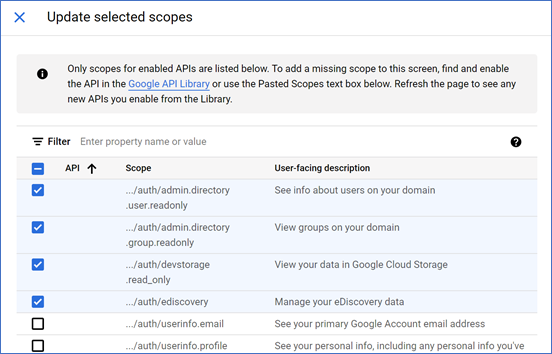 Update selected scopes
Only scopes for enabled APIs are listed below. To add a missing scope to this screen, find and enable
the API in the Google API Library or use the Pasted Scopes text box below. Refresh the page to see any
new APIs you enable from the Library.
Filter Enter property name or value
API Scope User-facing description
.../auth/admin.directory See info about users on your domain
.user.readonly
.../auth/admin.directory View groups on your domain
.group.readonly
.../auth/devstorage View your data in Google Cloud Storage
.read_only
.../auth/ediscovery Manage your eDiscovery data
.../auth/userinfo.email See your primary Google Account email address
.../auth/userinfo.profile See your personal info, including any personal info you've